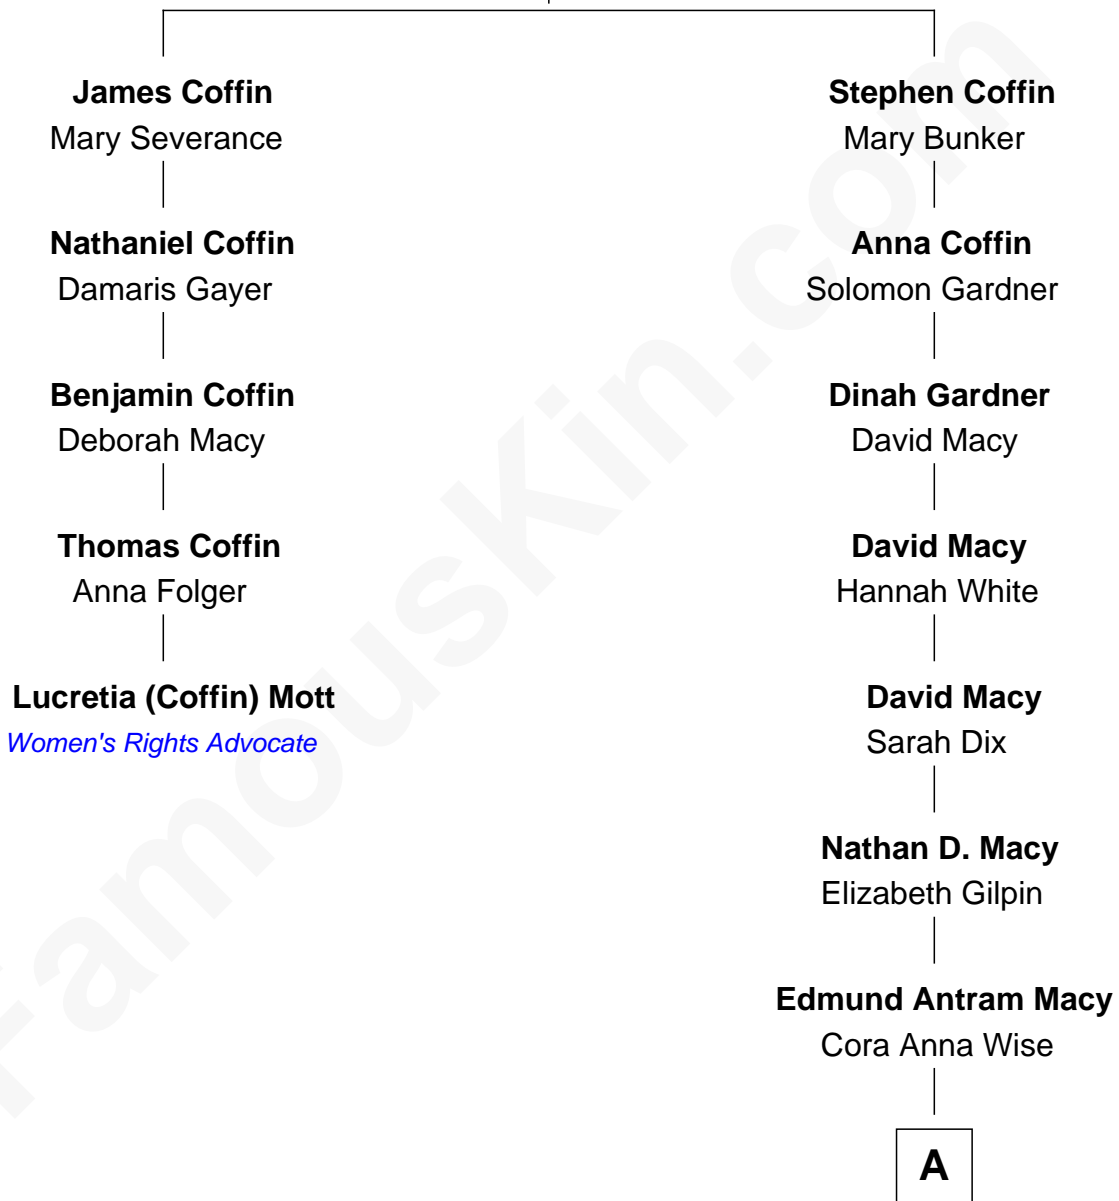 James Coffin
Mary Severance
Nathaniel Coffin
Damaris Gayer
Benjamin Coffin
Deborah Macy
Thomas Coffin
Anna Folger
Lucretia (Coffin) Mott
Women's Rights Advocate
Stephen Coffin
Mary Bunker
Anna Coffin
Solomon Gardner
Dinah Gardner
David Macy
David Macy
Hannah White
David Macy
Sarah Dix
Nathan D. Macy
Elizabeth Gilpin
Edmund Antram Macy
Cora Anna Wise
A
FamousKin.com